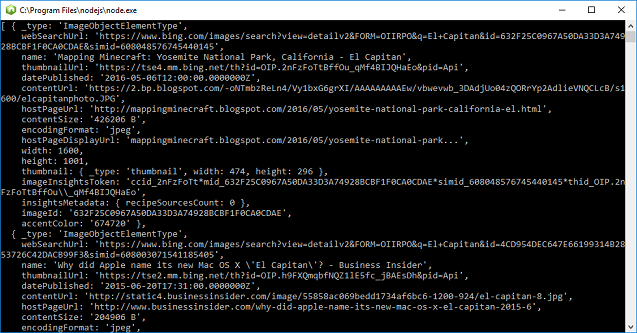 C:\Program Files\nodejs\node.exe
[ { _type: 'ImageObjectElementType',
webSearchUrl: 'https://www.bing.com/images/search?view=detailv2&FORM=OIIRPO&q=El+Capitan&id=632F25C0967A50DA33D3A749
28BCBF1F0CA0CDAE&simid=608048576745440145',
name: 'Mapping Minecraft: Yosemite National Park, California - El Capitan',
thumbnailUrl: 'https://tse4.mm.bing.net/th?id=OIP.2nFzFoTtBffOu_qMf4BIJQHaEo&pid=Api',
datePublished: '2016-05-06T12:00:00.0000000Z',
contentUrl: 'https://2.bp.blogspot.com/-oNTmbzReLn4/Vy1bxG6grXI/AAAAAAAAAEw/vbwevwb_3DAdjUo04zQORrYp2AdlieVNQCLcB/s1
600/elcapitanphoto.JPG',
hostPageUrl: 'http://mappingminecraft.blogspot.com/2016/05/yosemite-national-park-california-el.html',
contentSize: '426206 B',
encodingFormat: 'jpeg',
hostPageDisplayUrl: 'mappingminecraft.blogspot.com/2016/05/yosemite-national-park...',
width: 1600,
height: 1001,
thumbnail: { _type: 'thumbnail', width: 474, height: 296 },
imageInsightsToken: 'ccid_2nFzFoTt*mid_632F25C0967A50DA33D3A74928BCBF1F0CA0CDAE*simid_608048576745440145*thid_OIP.2n
FzFoTtBffOu\\_qMf4BIJQHaEo',
insightsMetadata: { recipeSourcesCount: 0 },
imageId: '632F25C0967A50DA33D3A74928BCBF1F0CA0CDAE',
accentColor: '674720' },
{ _type: 'ImageObjectElementType',
webSearchUrl: 'https://www.bing.com/images/search?view=detailv2&FORM=OIIRPO&q=El+Capitan&id=4CD954DEC647E66199314B28
53726C42DACB99F3&simid=608003071541185405',
name: 'Why did Apple name its new Mac OS X \'El Capitan\'? - Business Insider',
thumbnailUrl: 'https://tse2.mm.bing.net/th?id=OIP.h9FXQmqbfNQZ1lE5fc_jBAEsDh&pid=Api',
datePublished: '2015-06-20T17:31:00.0000000Z',
contentUrl: 'http://static4.businessinsider.com/image/55858ac069bedd1734af6bc6-1200-924/el-capitan-8.jpg',
hostPageUrl: 'http://www.businessinsider.com/why-did-apple-name-its-new-mac-os-x-el-capitan-2015-6',
contentSize: '204906 B',
encodingFormat: 'jpeg',